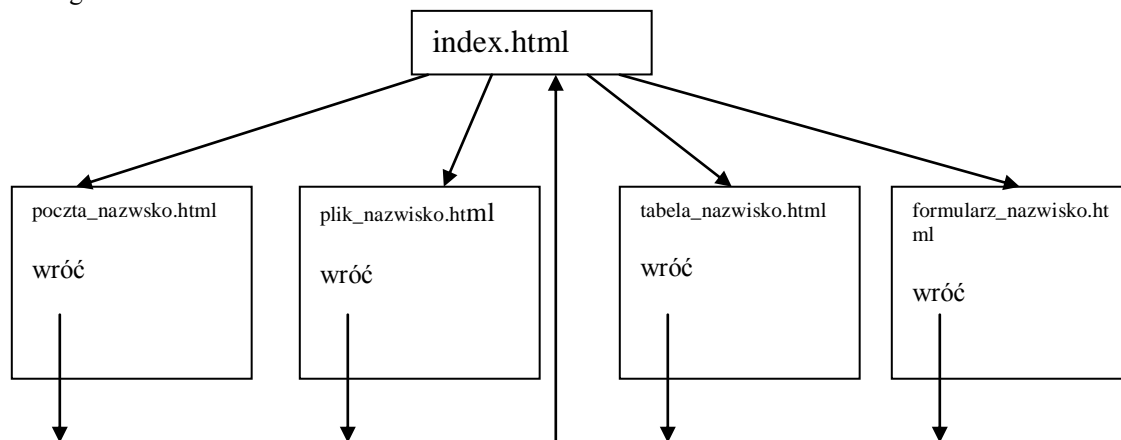 index.html
poczta_nazwsko.html
wróć
plik_nazwisko.html
wróć
tabela_nazwisko.html
wróć
formularz_nazwisko.ht
ml
wróć